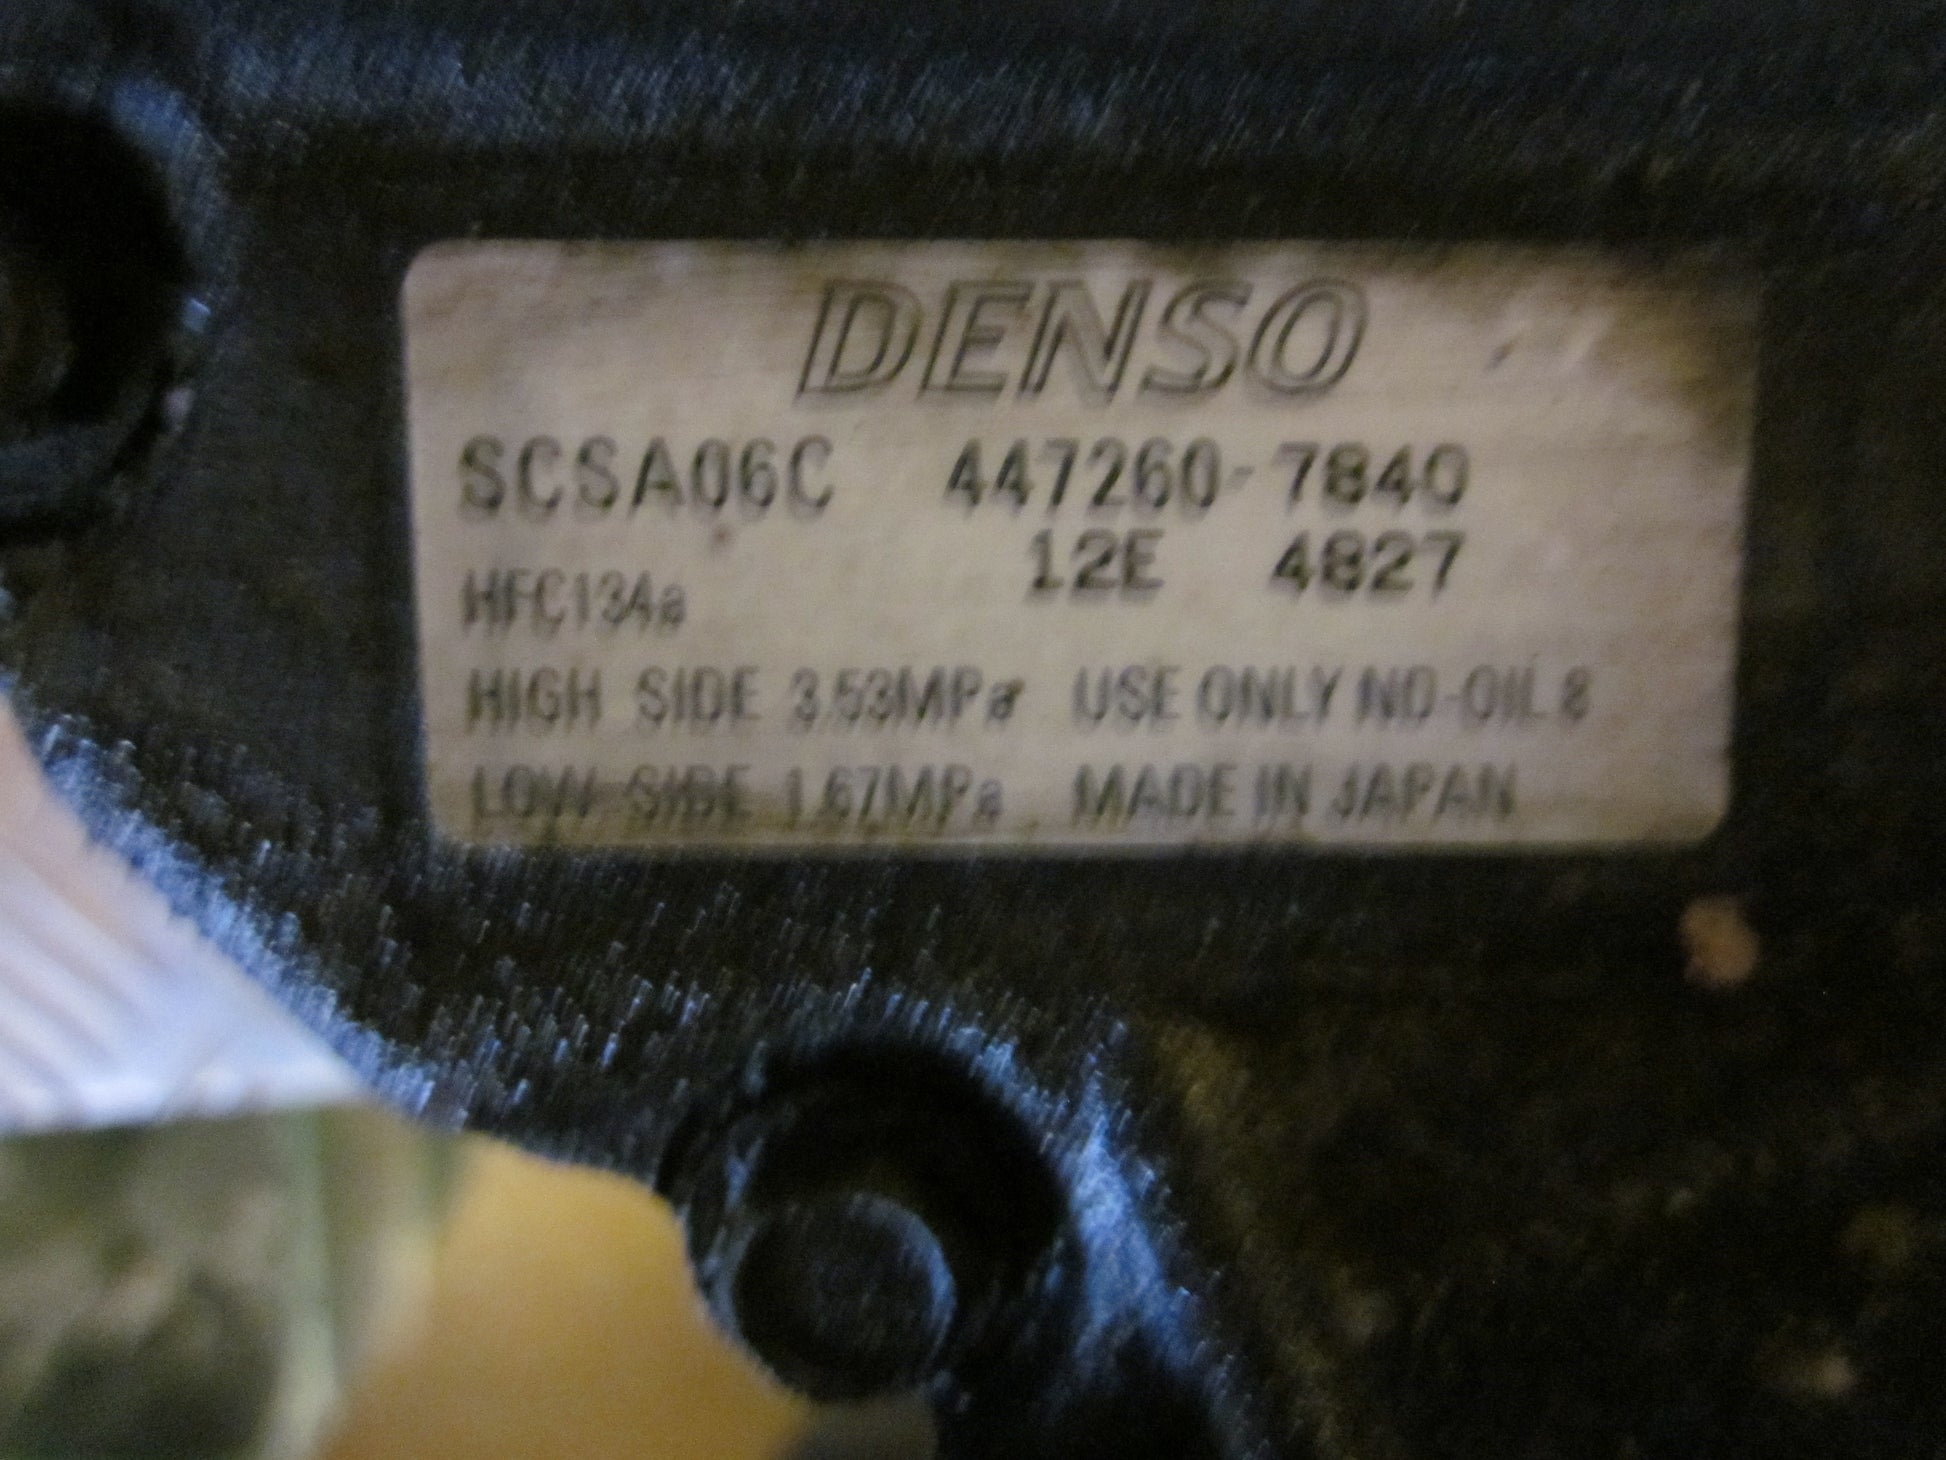 DENSO
SCSA06C 447260-7840
12E 4827
HFC134a
HIGH SIDE 3.53MPa USE ONLY ND-OIL 8
LOW SIDE 1.67MPa MADE IN JAPAN